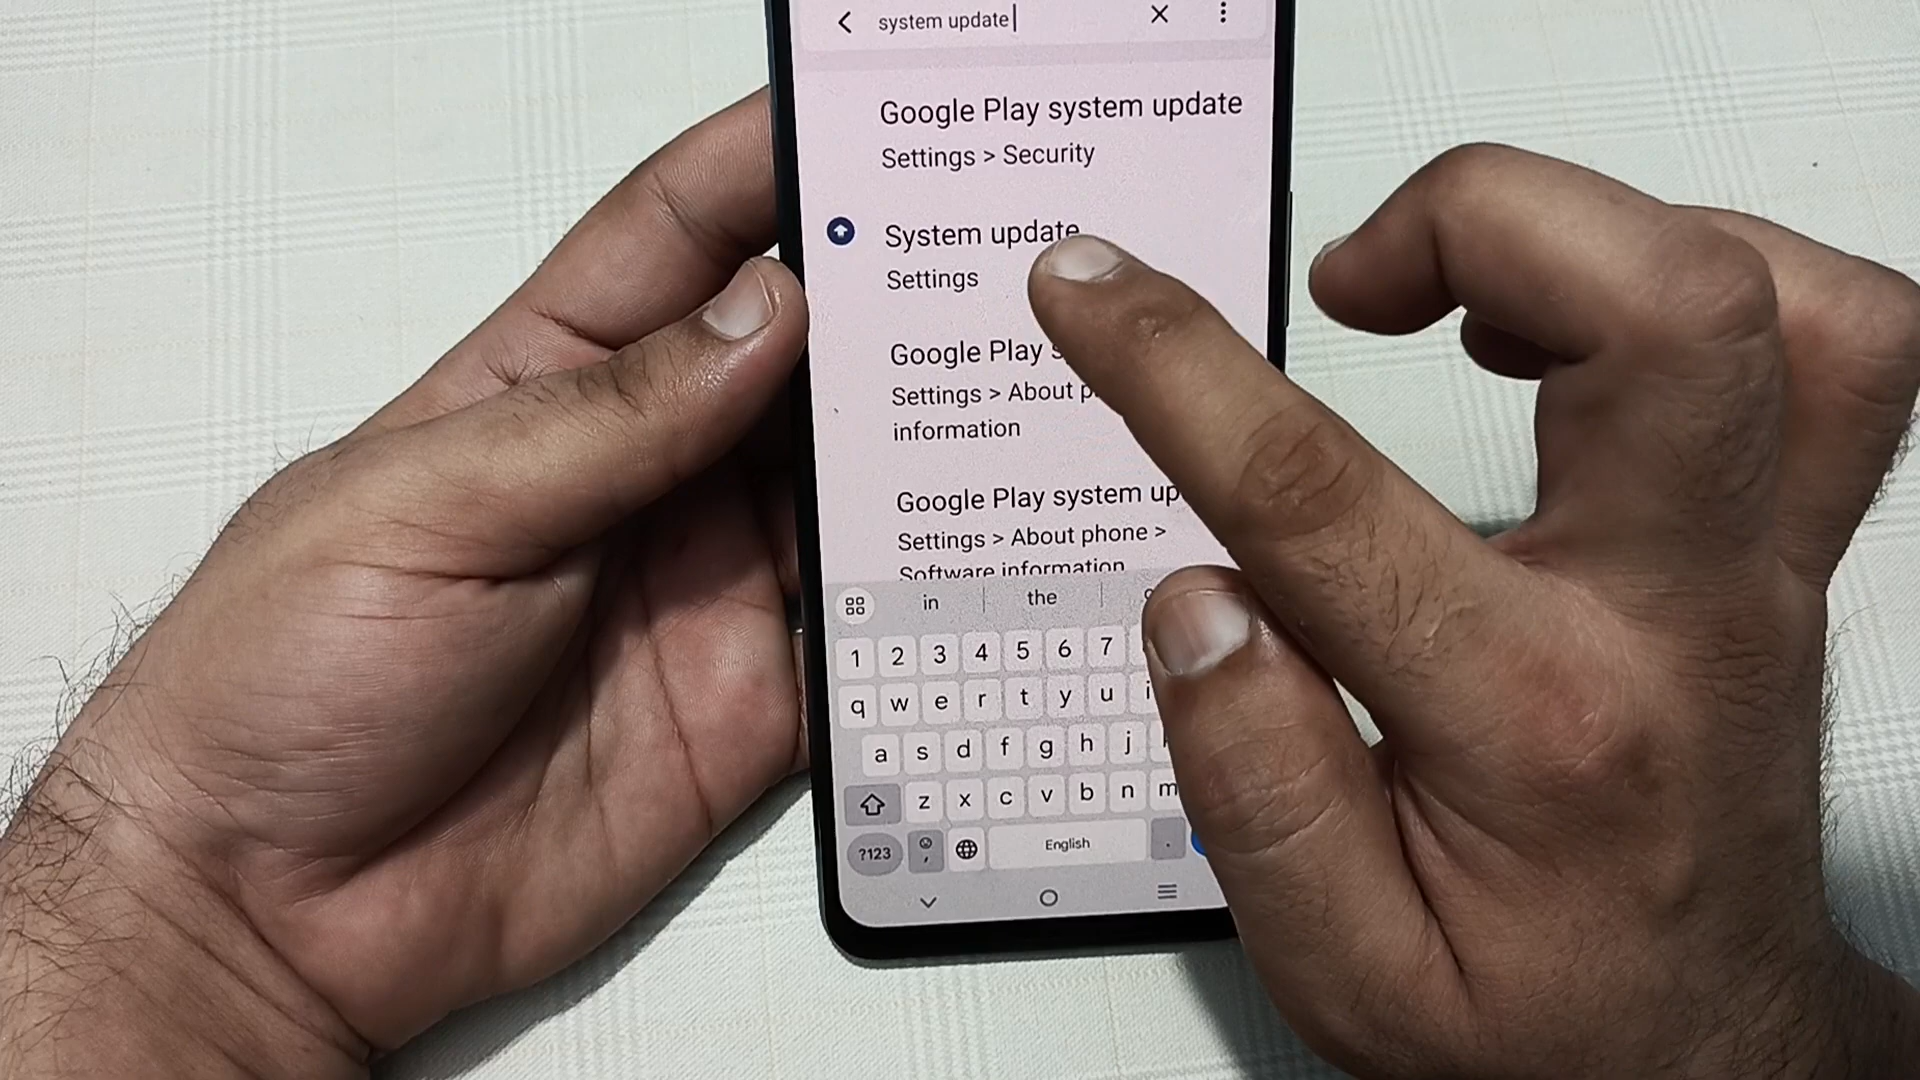 system update
Google Play system update
Settings > Security
System update
Settings
Google Play
Settings > About
information
Google Play system
Settings > About phone >
Software information
in the
1 2 3 4 5 6 7
q w e r t y u i
a s d f g h j
z x c v b n m
?123 , English .